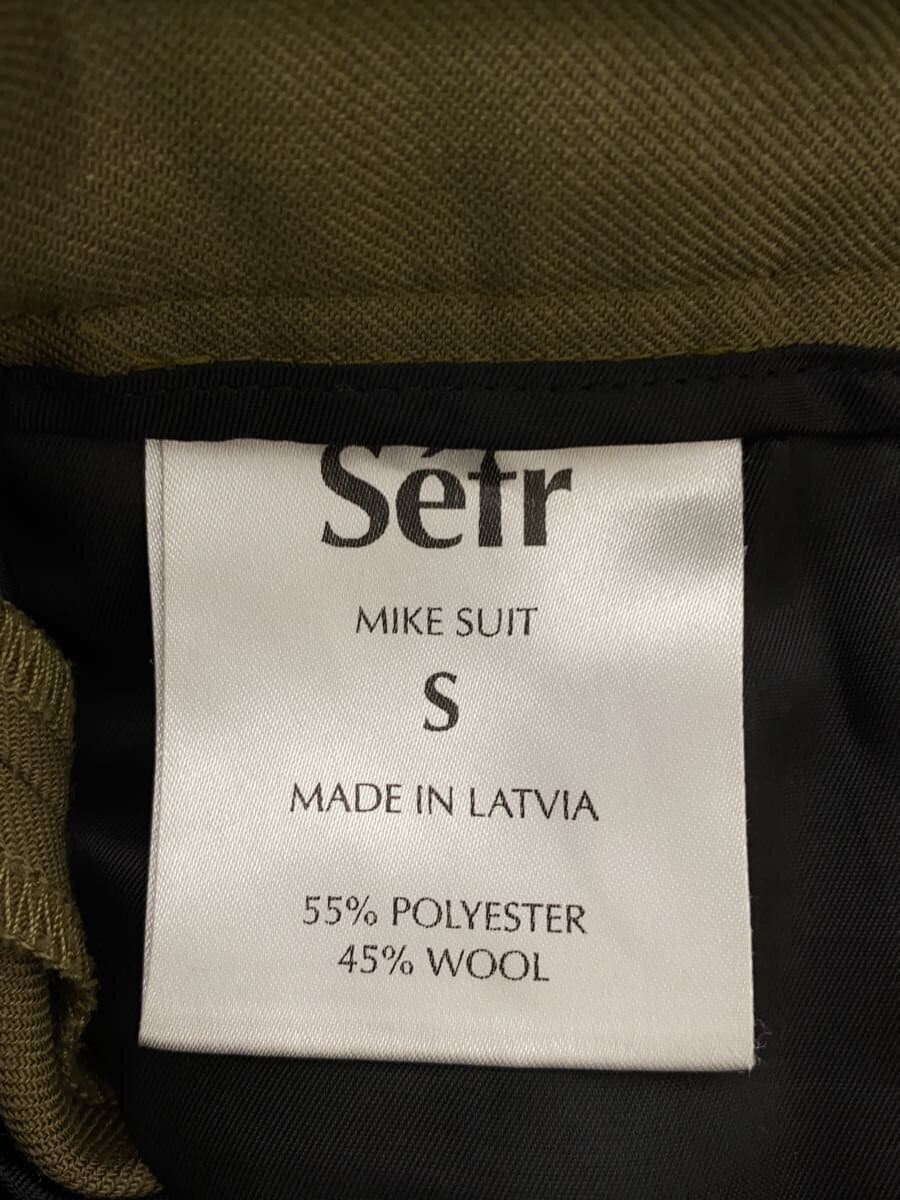 Séfr
MIKE SUIT
S
MADE IN LATVIA
55% POLYESTER
45% WOOL